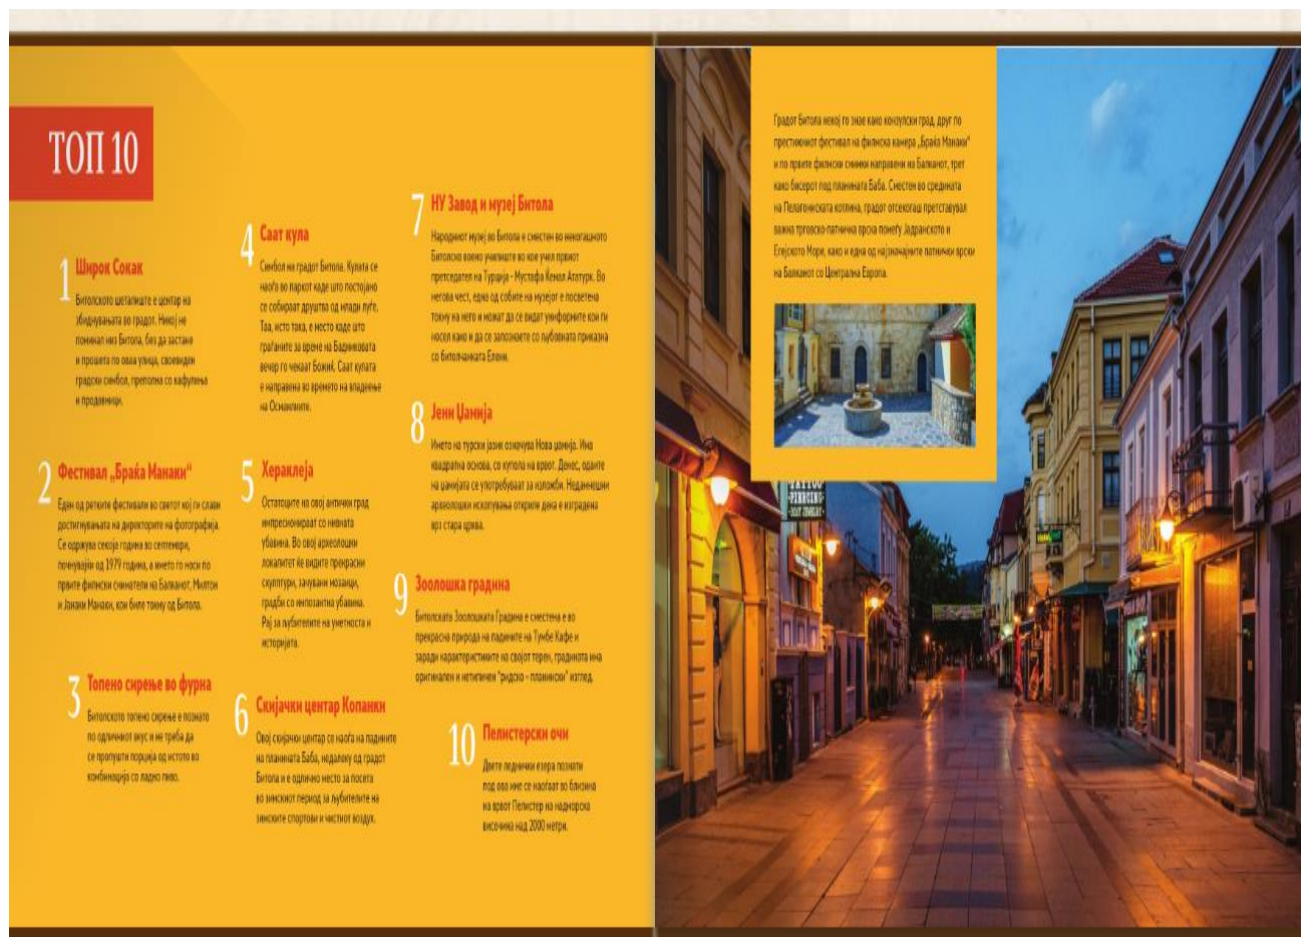 ТОП 10
1 Широк Сокак
Битолското шеталиште е центар на
збиднувањата во градот. Никој не
поминал низ Битола, без да застане
и прошета по оваа улица, своевиден
градски симбол, преполна со кафулиња
и продавници.
2 Фестивал „Браќа Манаки“
Еден од ретките фестивали во светот кој ги слави
достигнувањата на директорите на фотографија.
Се одржува секоја година во септември,
почнувајќи од 1979 година, а името го носи по
првите филмски сниматели на Балканот, Милтон
и Јанаки Манаки, кои биле токму од Битола.
3 Топено сирење во фурна
Битолското топено сирење е познато
по одличниот вкус и не треба да
се пропушти порција од истото во
комбинација со ладно пиво.
4 Саат кула
Симбол на градот Битола. Кулата се
наоѓа во паркот каде што постојано
се собираат друштва од млади луѓе.
Таа, исто така, е место каде што
граѓаните за време на Бадниковата
вечер го чекаат Божиќ. Саат кулата
е направена во времето на владеење
на Османлиите.
5 Хераклеја
Остатоците на овој антички град
импресионираат со нивната
убавина. Во овој археолошки
локалитет ќе видите прекрасни
скулптури, зачувани мозаици,
градби со импозантна убавина.
Рај за љубителите на уметноста и
историјата.
6 Скијачки центар Копанки
Овој скијачки центар се наоѓа на падините
на планината Баба, недалеку од градот
Битола и е одлично место за посета
во зимскиот период за љубителите на
зимските спортови и чистиот воздух.
7 НУ Завод и музеј Битола
Народниот музеј во Битола е сместен во некогашното
Битолско воено училиште во кое учел првиот
претседател на Турција - Мустафа Кемал Ататурк. Во
негова чест, една од собите на музејот е посветена
токму на него и можат да се видат униформите кои ги
носел како и да се запознаете со љубовната приказна
со битолчанката Елени.
8 Јени Џамија
Името на турски јазик означува Нова џамија. Има
квадратна основа, со купола на врвот. Денес, одаите
на џамијата се употребуваат за изложби. Неодамнешни
археолошки ископувања открија дека е изградена
врз стара црква.
9 Зоолошка градина
Битолската Зоолошката Градина е сместена е во
прекрасна природа на падините на Тумбе Кафе и
заради карактеристиките на својот терен, градината има
оригинален и нетипичен "ридско - планински" изглед.
10 Пелистерски очи
Двете леднички езера познати
под ова име се наоѓаат во близина
на врвот Пелистер на надморска
височина над 2000 метри.
Градот Битола некој го знае како конзулски град, друг по
престижниот фестивал на филмска камера „Браќа Манаки“
и по првите филмски снимки направени на Балканот, трет
како бисерот под планината Баба. Сместен во средината
на Пелагониската котлина, градот отсекогаш претставувал
важна трговско-патничка врска помеѓу Јадранското и
Егејското Море, како и една од најзначајните патнички врски
на Балканот со Централна Европа.
TATTOO
PIERCING
BODY JEWELRY